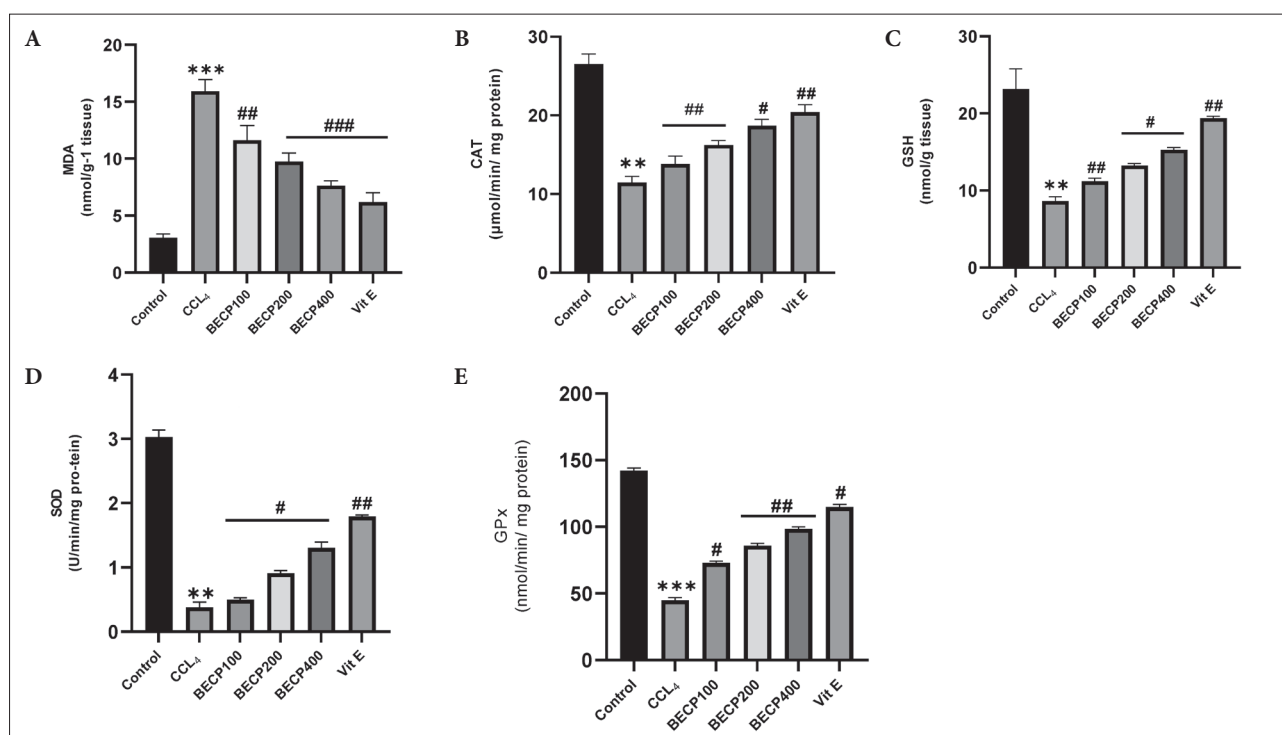 A
MDA
(nmol/g-1 tissue)
20
15
10
5
0
***
##
###
Control
CCL₄
BECP100
BECP200
BECP400
Vit E
B
CAT
(µmol/min/ mg protein)
30
20
10
0
**
##
#
##
Control
CCL₄
BECP100
BECP200
BECP400
Vit E
C
GSH
(nmol/g tissue)
30
20
10
0
**
##
#
##
Control
CCL₄
BECP100
BECP200
BECP400
Vit E
D
SOD
(U/min/mg pro-tein)
4
3
2
1
0
**
#
##
Control
CCL₄
BECP100
BECP200
BECP400
Vit E
E
GPx
(nmol/min/ mg protein)
200
150
100
50
0
***
#
##
#
Control
CCL₄
BECP100
BECP200
BECP400
Vit E